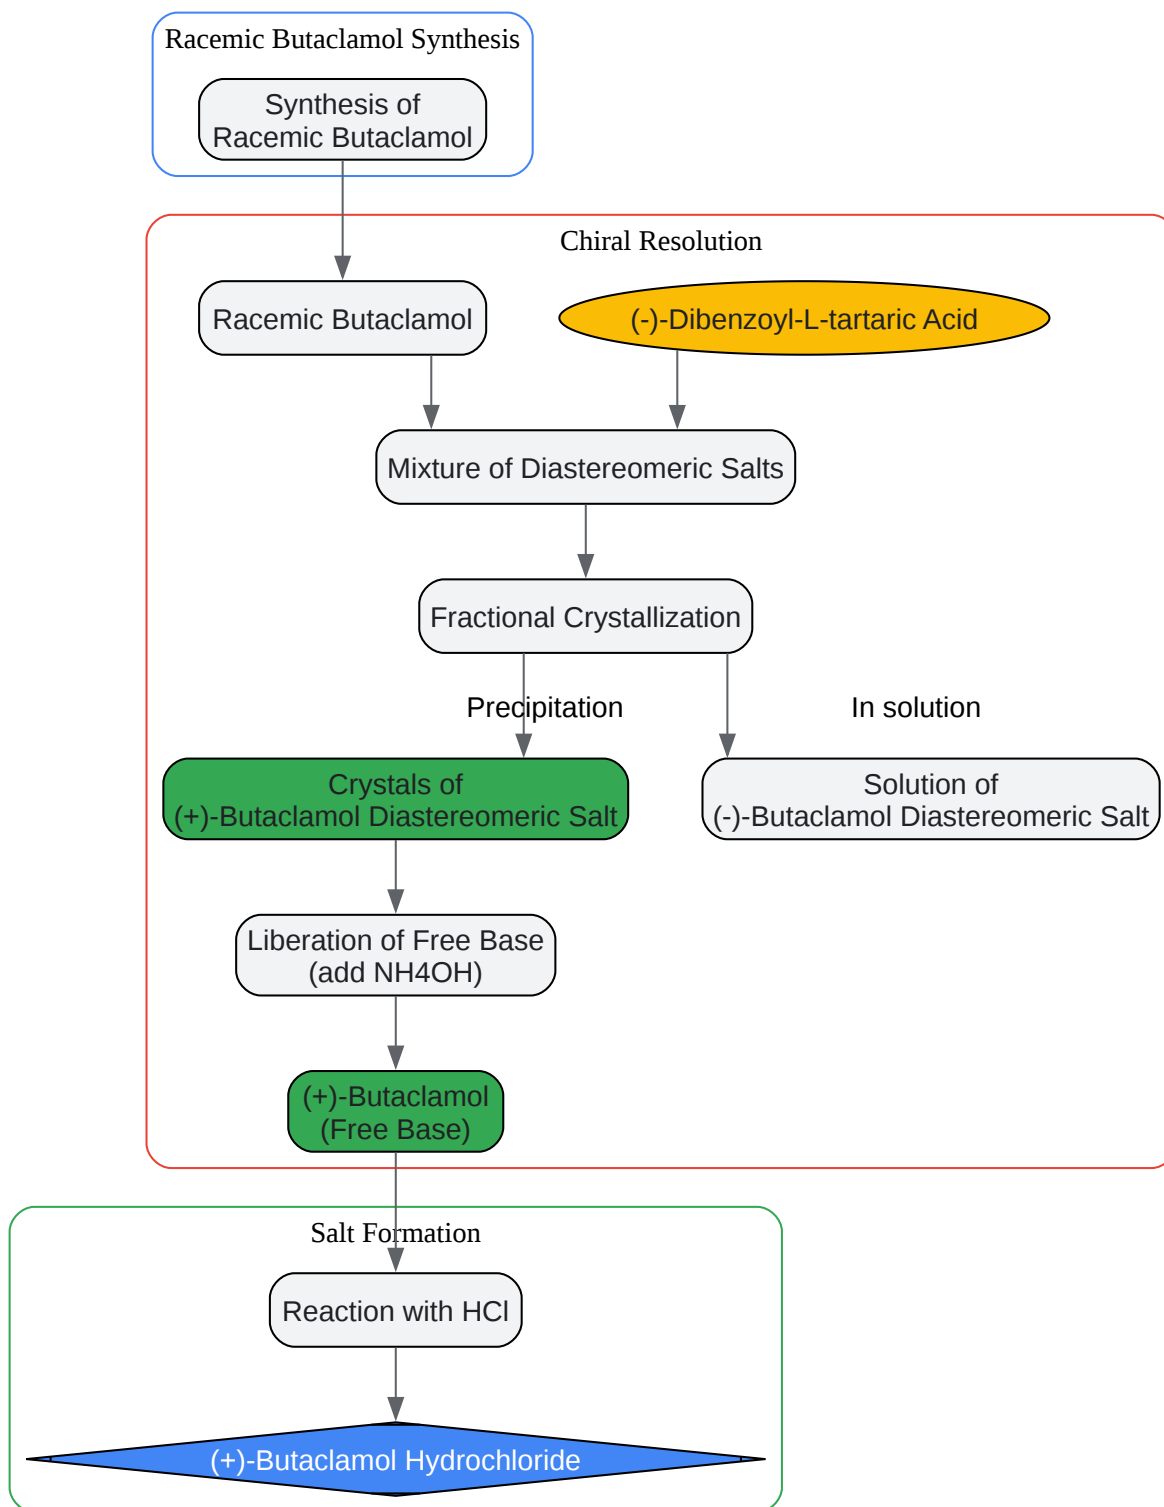 Racemic Butaclamol Synthesis
Synthesis of
Racemic Butaclamol
Chiral Resolution
Racemic Butaclamol
(-)-Dibenzoyl-L-tartaric Acid
Mixture of Diastereomeric Salts
Fractional Crystallization
Precipitation
In solution
Crystals of
(+)-Butaclamol Diastereomeric Salt
Solution of
(-)-Butaclamol Diastereomeric Salt
Liberation of Free Base
(add NH4OH)
(+)-Butaclamol
(Free Base)
Salt Formation
Reaction with HCl
(+)-Butaclamol Hydrochloride